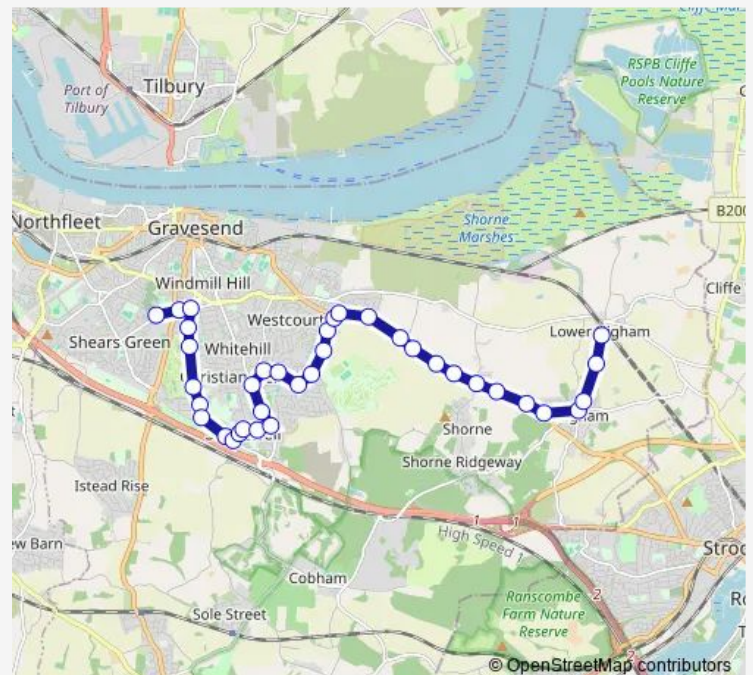 Port of
Tilbury
Tilbury
RSPB Cliffe
Pools Nature
Reserve
Northfleet
Gravesend
Shorne
Marshes
Windmill Hill
Cliffe
Westcourt
Shears Green
Whitehill
Shorne
Shorne Ridgeway
Istead Rise
1
1
High Speed 1
Cobham
2
Sole Street
Ranscombe
Farm Nature
Reserve
2
© OpenStreetMap contributors